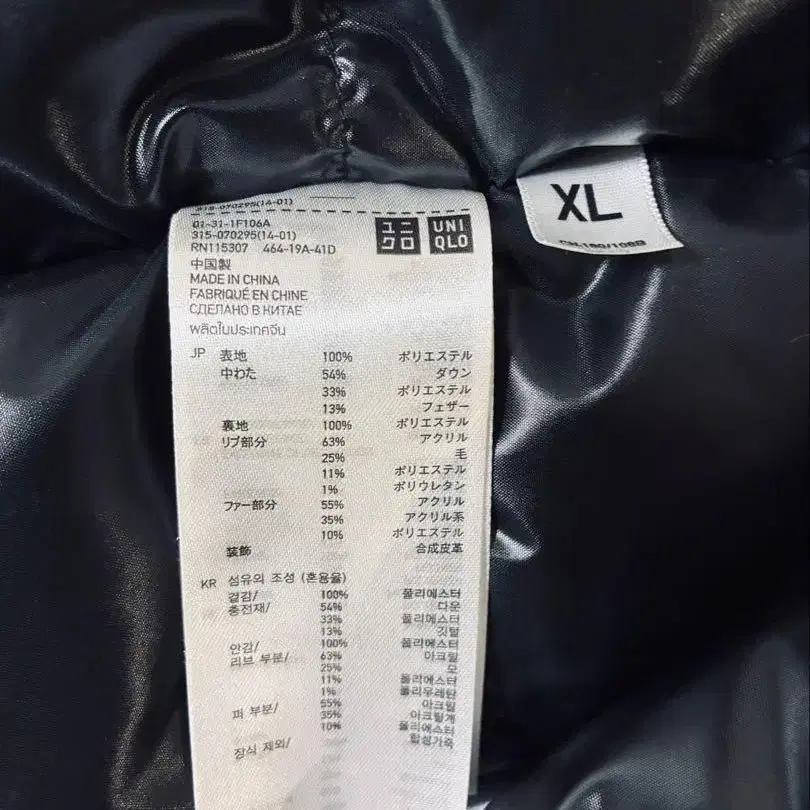 315-070295(14-01)
01-31-1F106A
315-070295(14-01)
RN115307 464-19A-41D
ユニクロ
UNIQLO
XL
中国製
MADE IN CHINA
FABRIQUÉ EN CHINE
СДЕЛАНО В КИТАЕ
ผลิตในประเทศจีน
JP 表地 100% ポリエステル
中わた 54% ダウン
33% ポリエステル
13% フェザー
裏地 100% ポリエステル
リブ部分 63% アクリル
25% 毛
11% ポリエステル
1% ポリウレタン
ファー部分 55% アクリル
35% アクリル系
10% ポリエステル
装飾 合成皮革
KR 섬유의 조성 (혼용율)
겉감/ 100% 폴리에스터
충전재/ 54% 다운
33% 폴리에스터
13% 깃털
안감/ 100% 폴리에스터
리브 부분/ 63% 아크릴
25% 모
11% 폴리에스터
1% 폴리우레탄
퍼 부분/ 55% 아크릴
35% 아크릴계
10% 폴리에스터
장식 제외/ 합성가죽